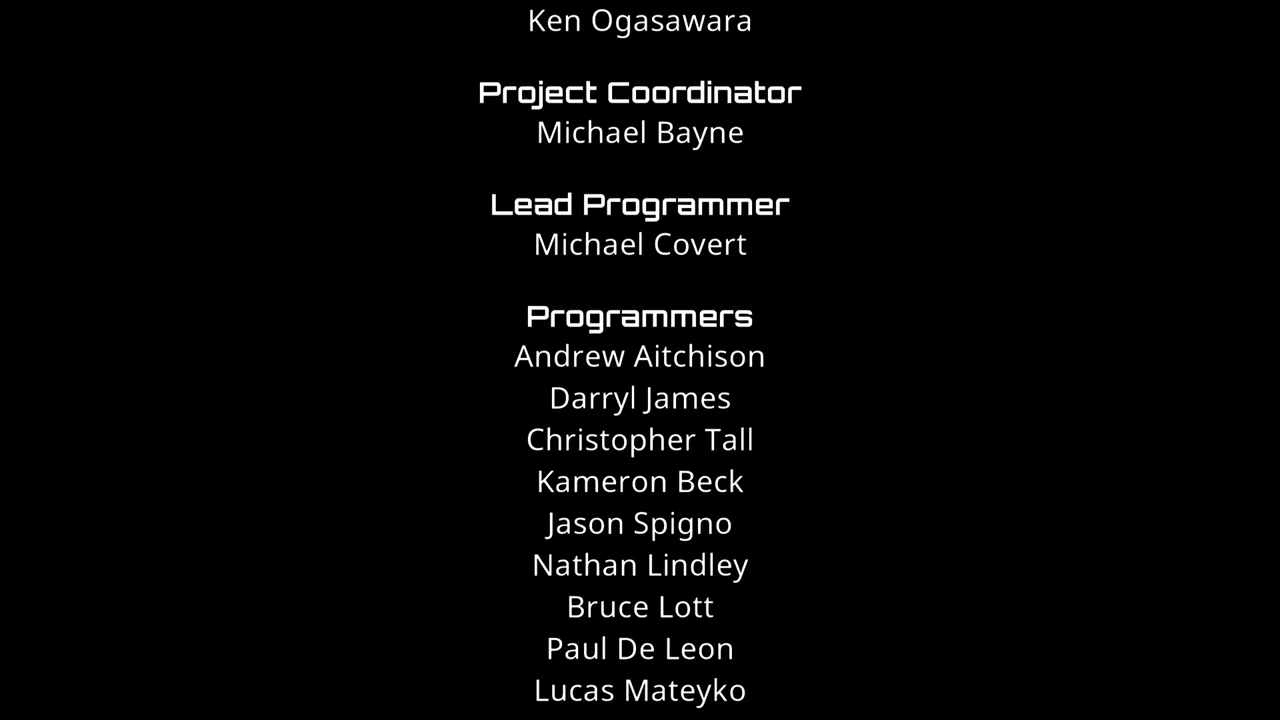 Ken Ogasawara
Project Coordinator
Michael Bayne
Lead Programmer
Michael Covert
Programmers
Andrew Aitchison
Darryl James
Christopher Tall
Kameron Beck
Jason Spigno
Nathan Lindley
Bruce Lott
Paul De Leon
Lucas Mateyko